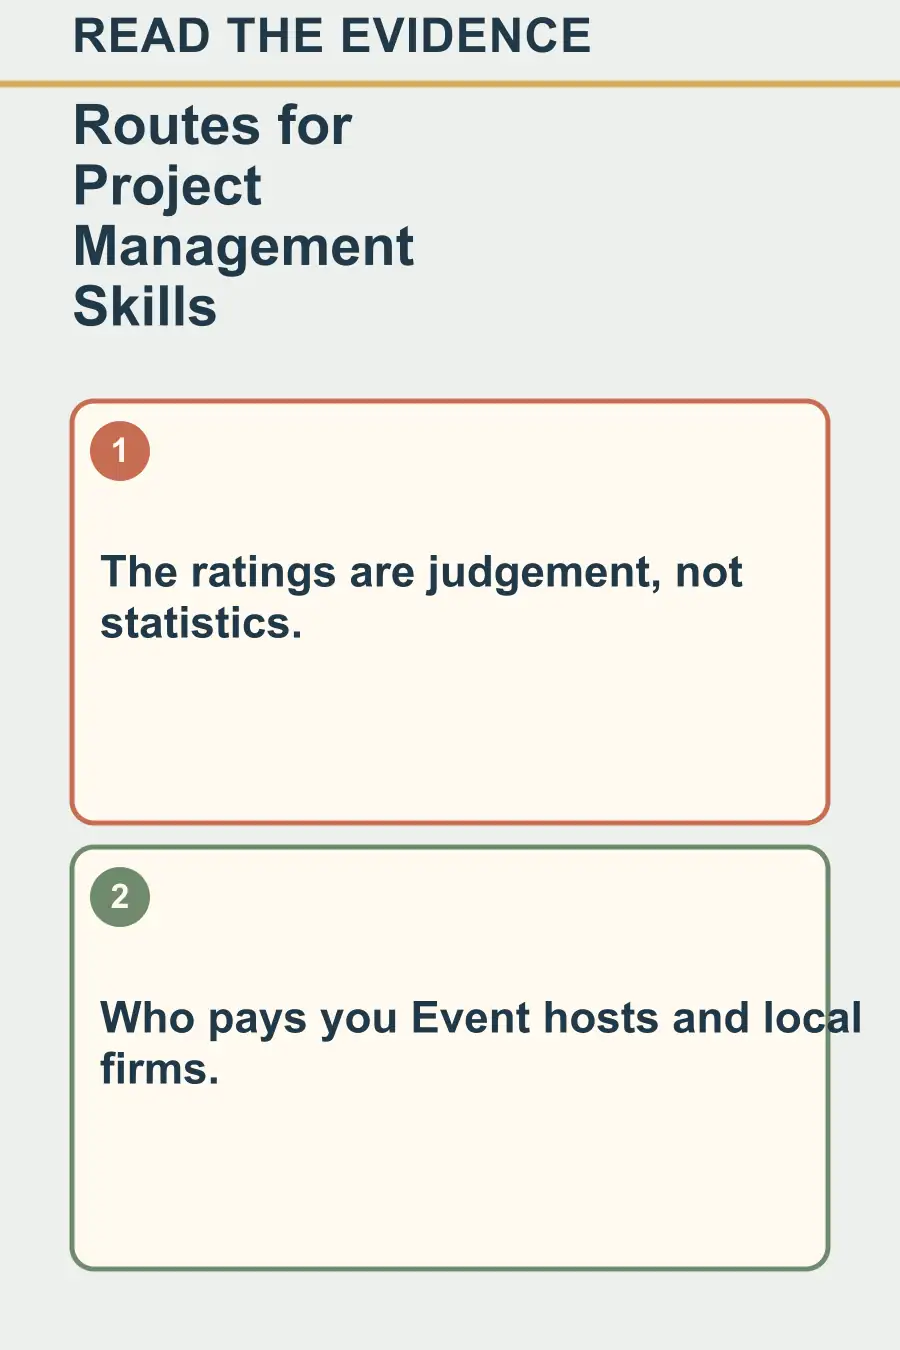 READ THE EVIDENCE
Routes for
Project
Management
Skills
1
The ratings are judgement, not
statistics.
2
Who pays you Event hosts and local
firms.